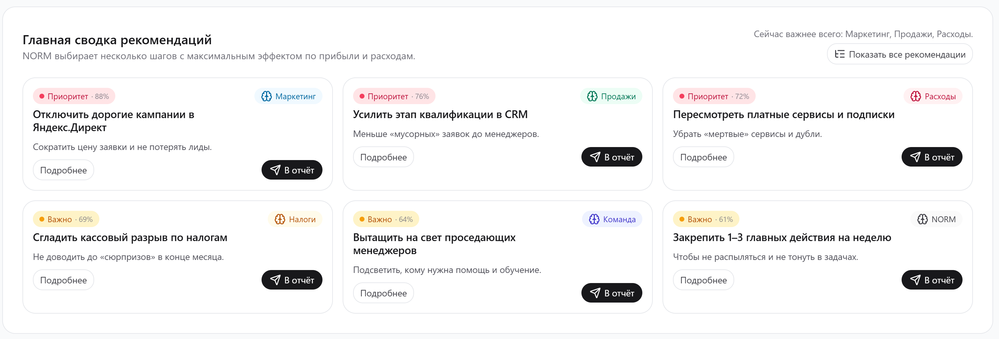 Главная сводка рекомендаций
NORM выбирает несколько шагов с максимальным эффектом по прибыли и расходам.
Сейчас важнее всего: Маркетинг, Продажи, Расходы.
Показать все рекомендации
Приоритет · 88%
Маркетинг
Отключить дорогие кампании в
Яндекс.Директ
Сократить цену заявки и не потерять лиды.
Подробнее
В отчёт
Приоритет · 76%
Продажи
Усилить этап квалификации в CRM
Меньше «мусорных» заявок до менеджеров.
Подробнее
В отчёт
Приоритет · 72%
Расходы
Пересмотреть платные сервисы и подписки
Убрать «мертвые» сервисы и дубли.
Подробнее
В отчёт
Важно · 69%
Налоги
Сгладить кассовый разрыв по налогам
Не доводить до «сюрпризов» в конце месяца.
Подробнее
В отчёт
Важно · 64%
Команда
Вытащить на свет проседающих
менеджеров
Подсветить, кому нужна помощь и обучение.
Подробнее
В отчёт
Важно · 61%
NORM
Закрепить 1–3 главных действия на неделю
Чтобы не распыляться и не тонуть в задачах.
Подробнее
В отчёт